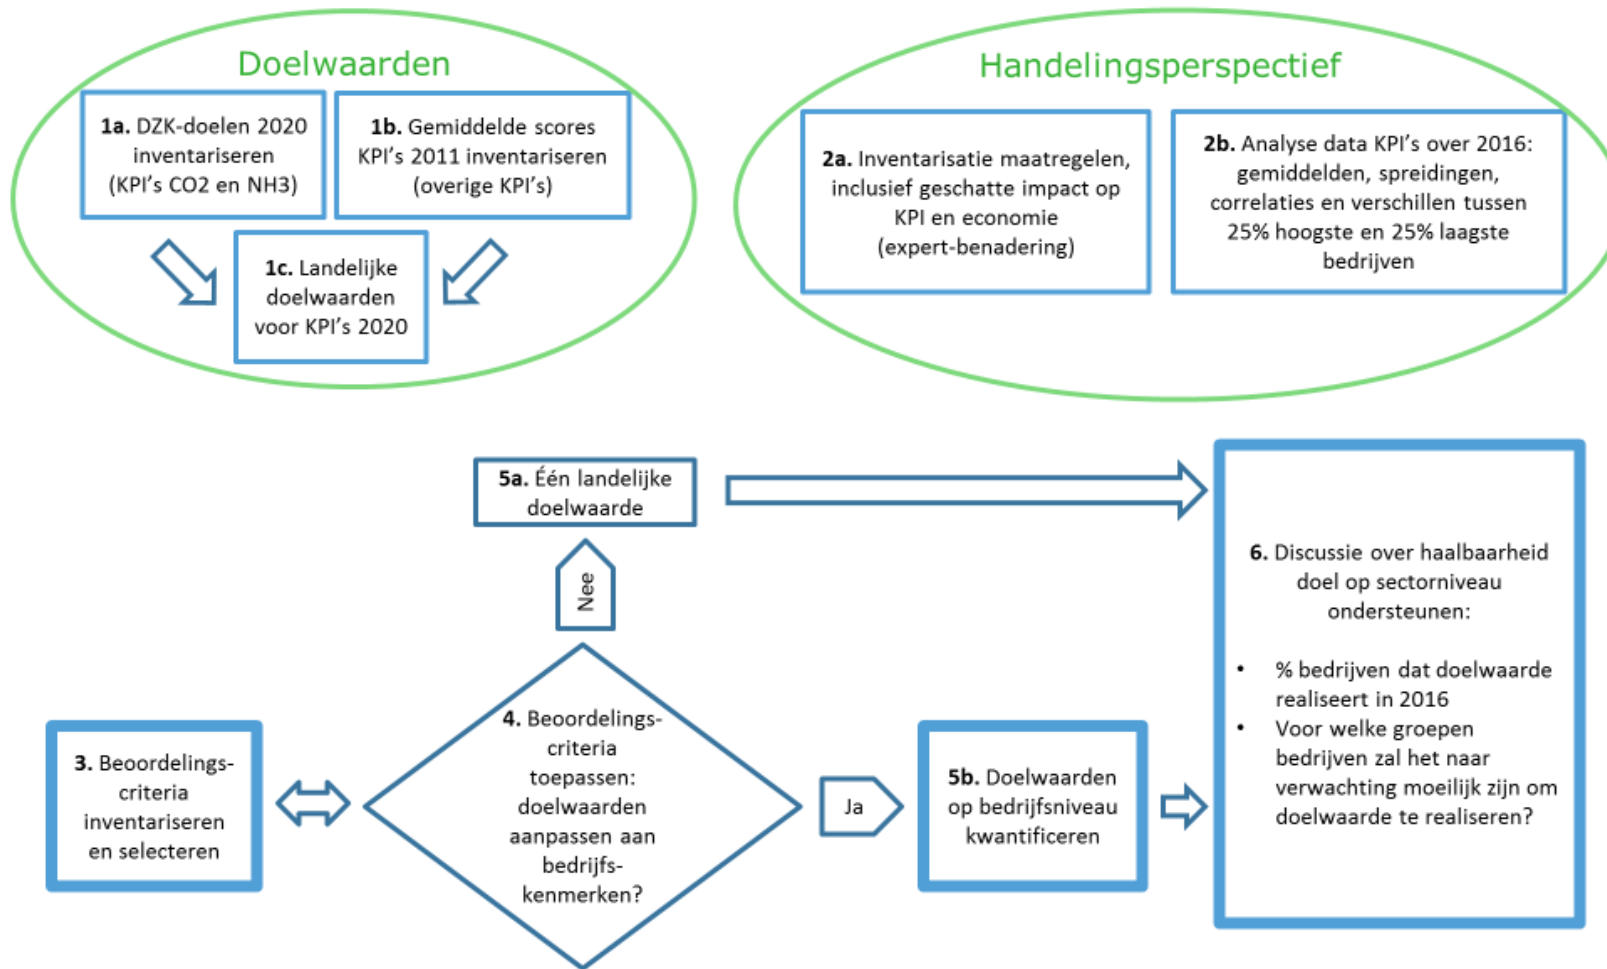 Doelwaarden
1a. DZK-doelen 2020
inventariseren
(KPI's CO2 en NH3)
1b. Gemiddelde scores
KPI's 2011 inventariseren
(overige KPI's)
1c. Landelijke
doelwaarden
voor KPI's 2020
Handelingsperspectief
2a. Inventarisatie maatregelen,
inclusief geschatte impact op
KPI en economie
(expert-benadering)
2b. Analyse data KPI's over 2016:
gemiddelden, spreidingen,
correlaties en verschillen tussen
25% hoogste en 25% laagste
bedrijven
3. Beoordelings-
criteria
inventariseren
en selecteren
4. Beoordelings-
criteria
toepassen:
doelwaarden
aanpassen aan
bedrijfs-
kenmerken?
Nee
5a. Één landelijke
doelwaarde
Ja
5b. Doelwaarden
op bedrijfsniveau
kwantificeren
6. Discussie over haalbaarheid
doel op sectorniveau
ondersteunen:
• % bedrijven dat doelwaarde
realiseert in 2016
• Voor welke groepen
bedrijven zal het naar
verwachting moeilijk zijn om
doelwaarde te realiseren?